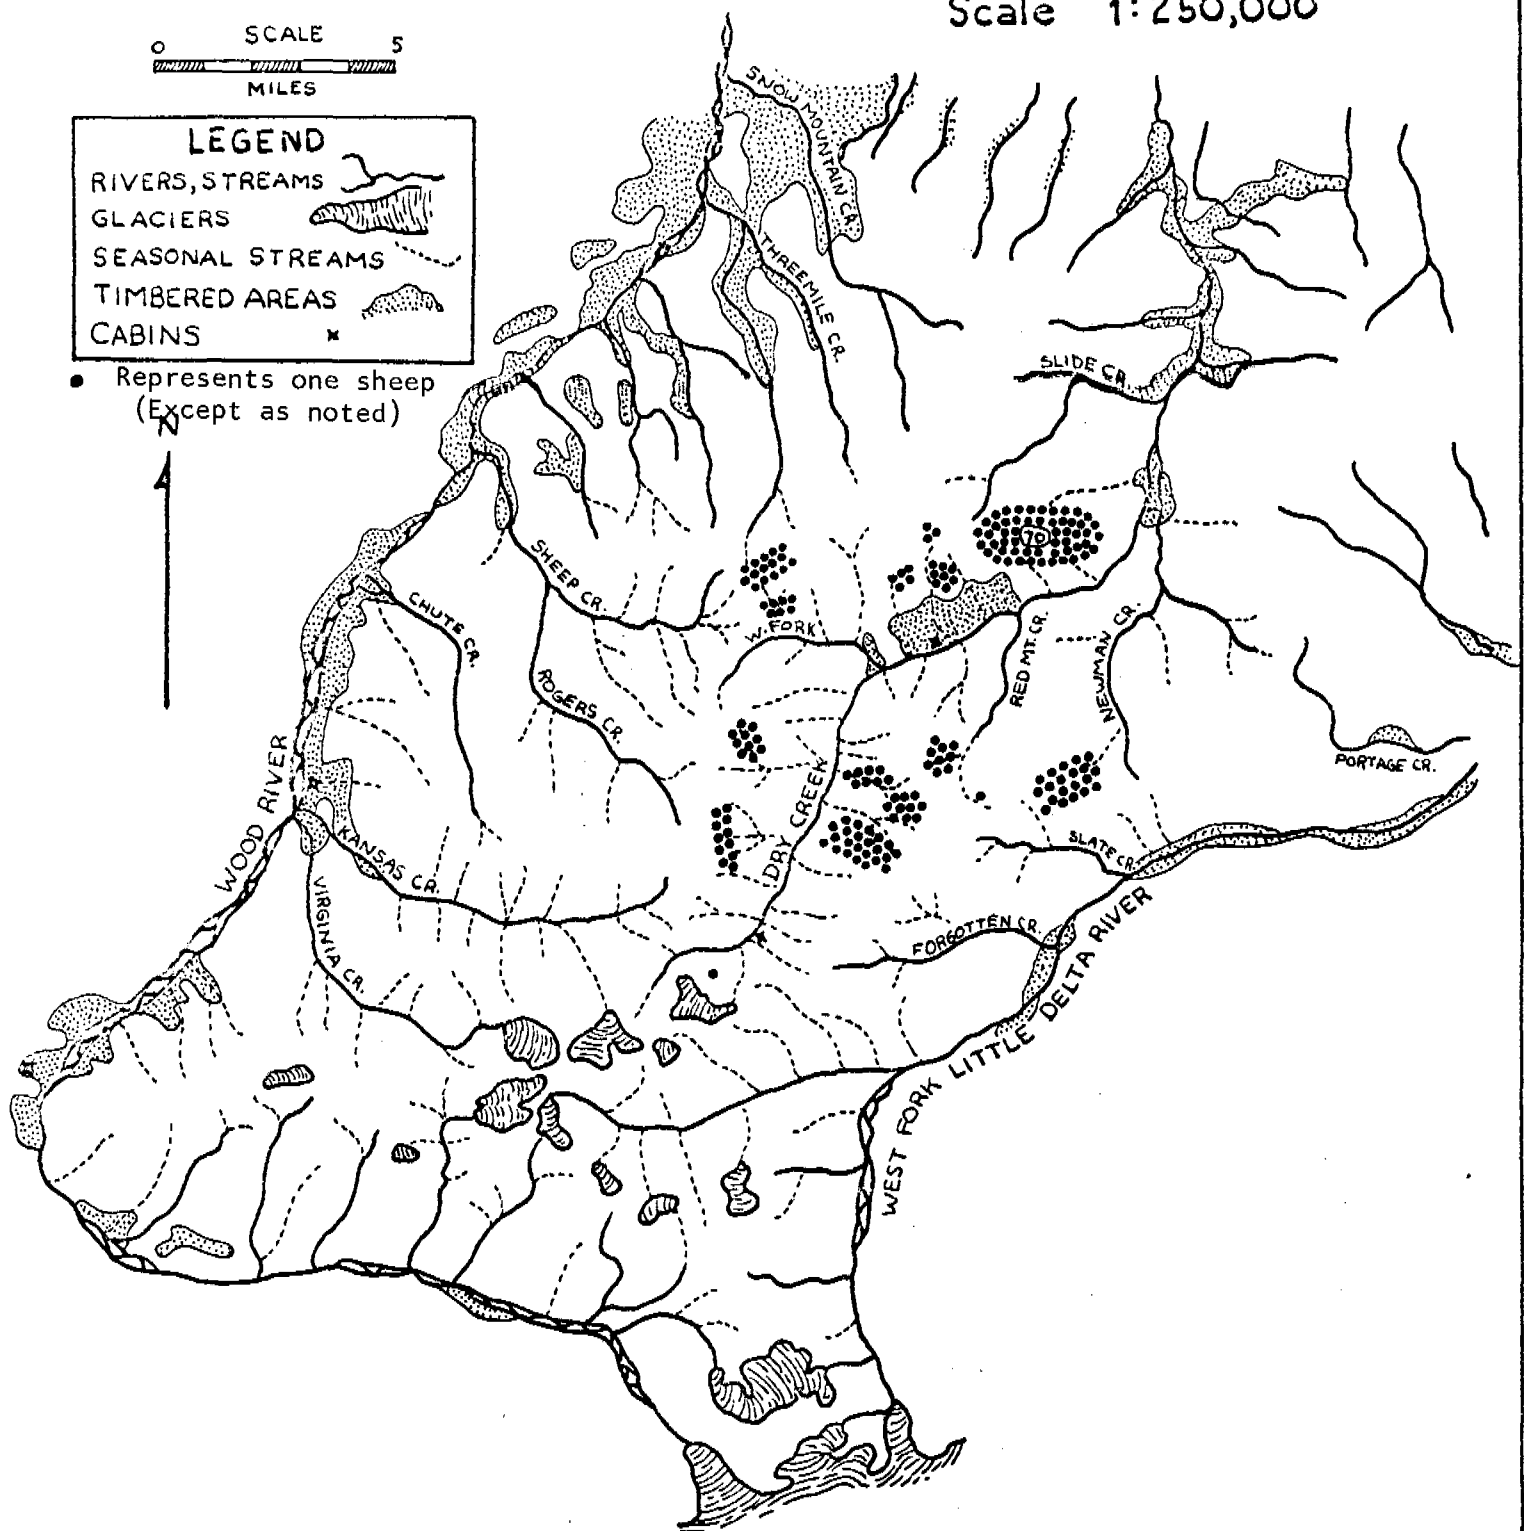 Scale 1:250,000
SCALE
0 5
MILES
LEGEND
RIVERS, STREAMS
GLACIERS
SEASONAL STREAMS
TIMBERED AREAS
CABINS
Represents one sheep
(Except as noted)
N
SNOW MOUNTAIN CR.
THREEMILE CR.
SLIDE CR.
70
SHEEP CR.
CHUTE CR.
W. FORK
RED MT. CR.
NEWMAN CR.
ROGERS CR.
PORTAGE CR.
WOOD RIVER
DRY CREEK
KANSAS CR.
SLATE CR.
VIRGINIA CR.
FORGOTTEN CR.
WEST FORK LITTLE DELTA RIVER